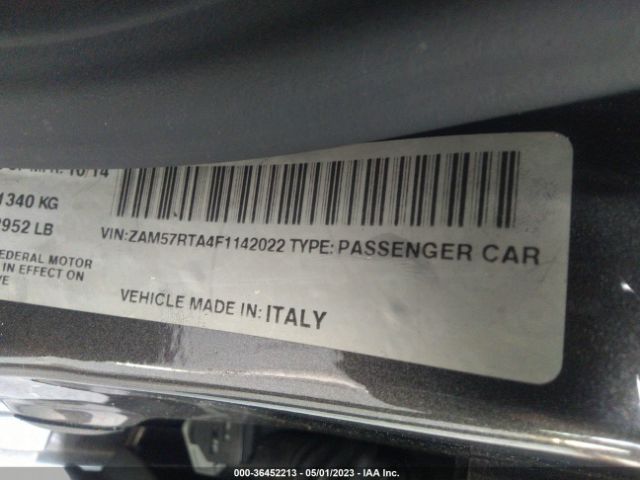 10/14
1340 KG
2952 LB
VIN:ZAM57RTA4F1142022 TYPE: PASSENGER CAR
FEDERAL MOTOR
IN EFFECT ON
VEHICLE MADE IN: ITALY
000-36452213 - 05/01/2023 - IAA Inc.